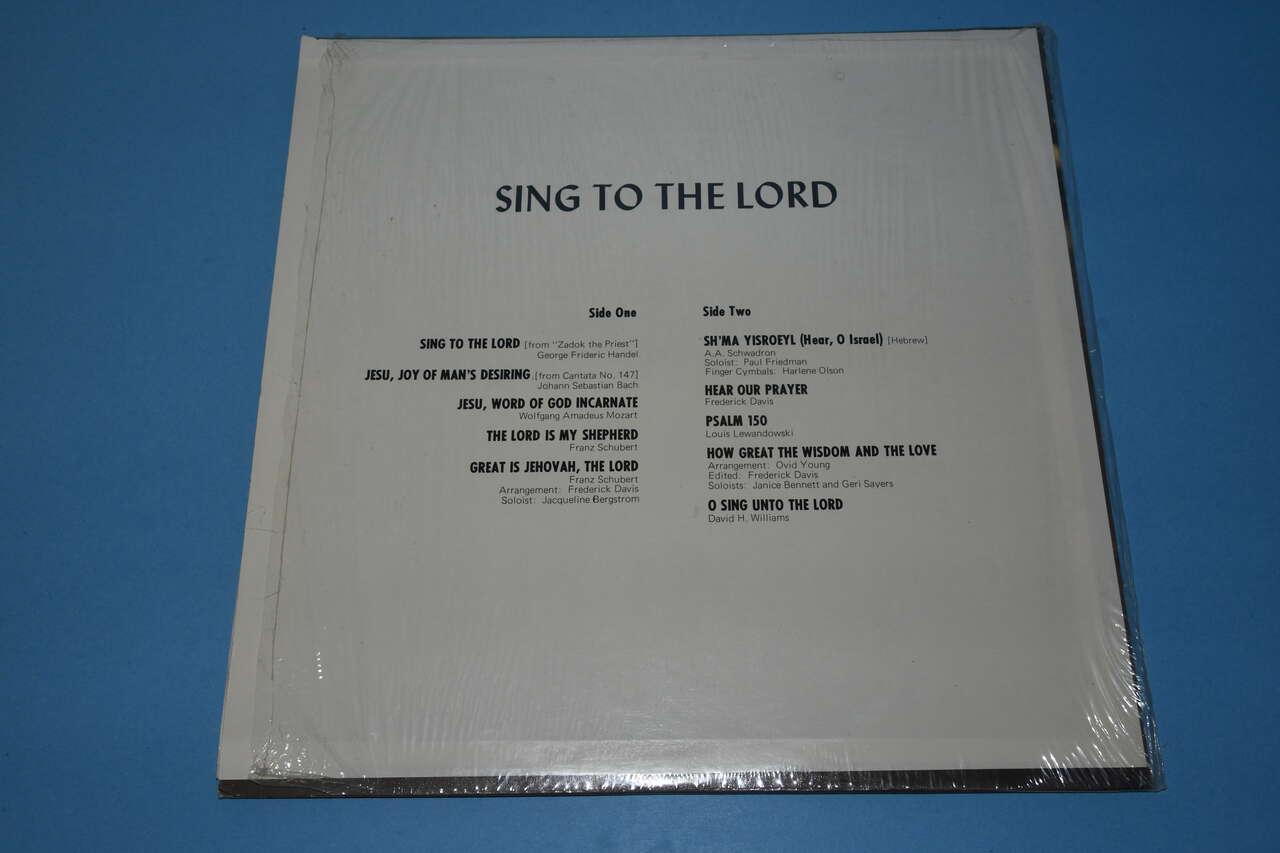 SING TO THE LORD
Side One
SING TO THE LORD [from "Zadok the Priest"]
George Frideric Handel
JESU, JOY OF MAN'S DESIRING [from Cantata No. 147]
Johann Sebastian Bach
JESU, WORD OF GOD INCARNATE
Wolfgang Amadeus Mozart
THE LORD IS MY SHEPHERD
Franz Schubert
GREAT IS JEHOVAH, THE LORD
Franz Schubert
Arrangement: Frederick Davis
Soloist: Jacqueline Bergstrom
Side Two
SH'MA YISROEYL (Hear, O Israel) [Hebrew]
A.A. Schwadron
Soloist: Paul Friedman
Finger Cymbals: Harlene Olson
HEAR OUR PRAYER
Frederick Davis
PSALM 150
Louis Lewandowski
HOW GREAT THE WISDOM AND THE LOVE
Arrangement: Ovid Young
Edited: Frederick Davis
Soloists: Janice Bennett and Geri Sayers
O SING UNTO THE LORD
David H. Williams